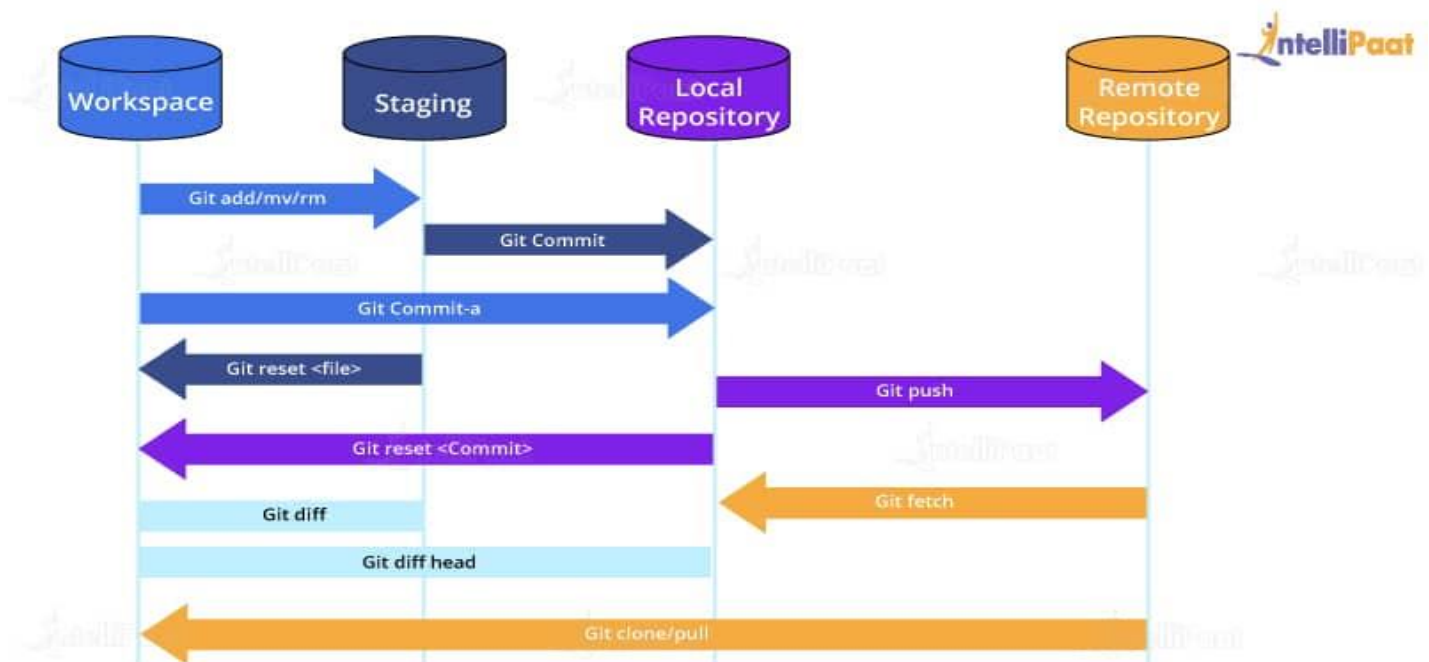 IntelliPaat
Workspace
Staging
Local
Repository
Remote
Repository
Git add/mv/rm
Git Commit
Git Commit-a
Git reset <file>
Git push
Git reset <Commit>
Git fetch
Git diff
Git diff head
Git clone/pull